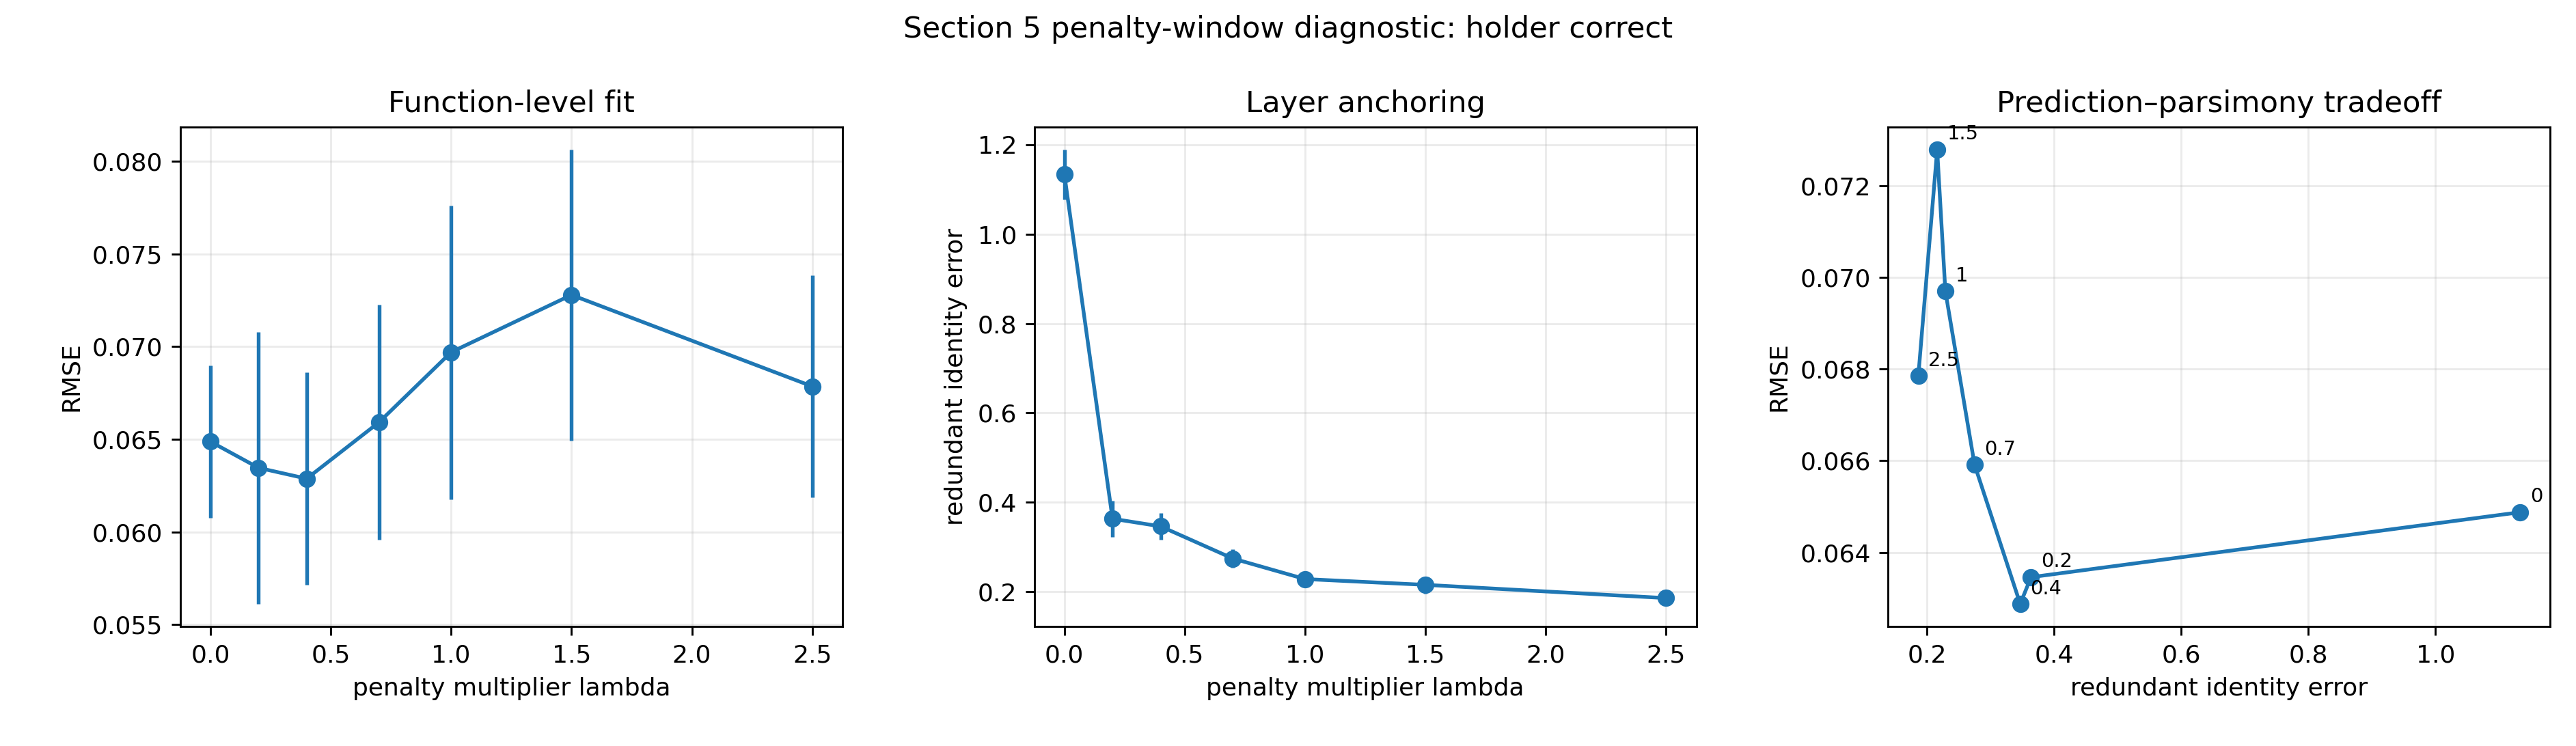 Section 5 penalty-window diagnostic: holder correct
Function-level fit
RMSE
0.080
0.075
0.070
0.065
0.060
0.055
0.0 0.5 1.0 1.5 2.0 2.5
penalty multiplier lambda
Layer anchoring
redundant identity error
1.2
1.0
0.8
0.6
0.4
0.2
0.0 0.5 1.0 1.5 2.0 2.5
penalty multiplier lambda
Prediction–parsimony tradeoff
RMSE
0.072
0.070
0.068
0.066
0.064
1.5
1
2.5
0.7
0
0.2
0.4
0.2 0.4 0.6 0.8 1.0
redundant identity error